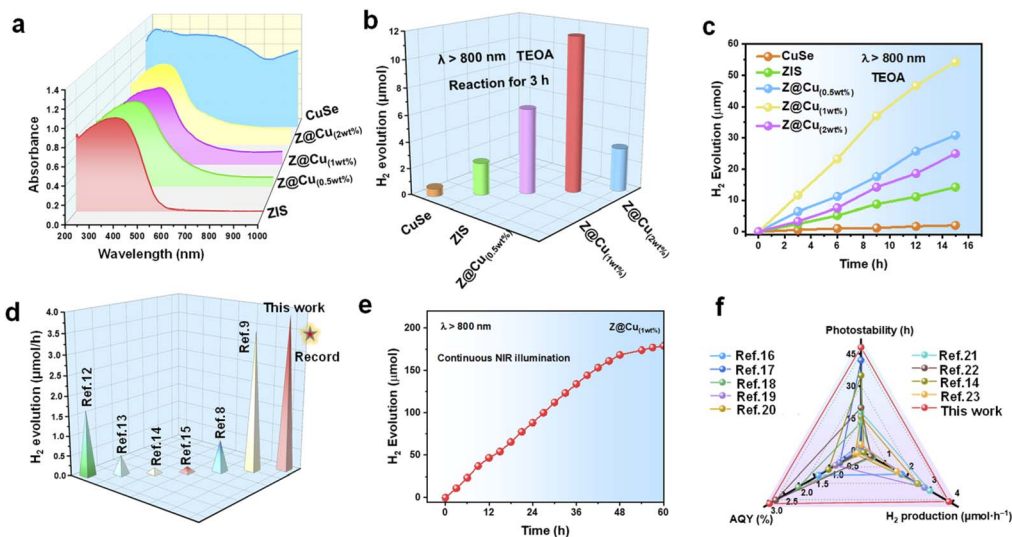 a
Absorbance
1.4
1.2
1.0
0.8
0.6
0.4
0.2
0.0
200 300 400 500 600 700 800 900 1000
Wavelength (nm)
CuSe
Z@Cu(2wt%)
Z@Cu(1wt%)
Z@Cu(0.5wt%)
ZIS
b
λ > 800 nm TEOA
Reaction for 3 h
H2 evolution (μmol)
12
10
8
6
4
2
0
CuSe
ZIS
Z@Cu(0.5wt%)
Z@Cu(1wt%)
Z@Cu(2wt%)
c
H2 Evolution (μmol)
60
50
40
30
20
10
0
CuSe
ZIS
Z@Cu(0.5wt%)
Z@Cu(1wt%)
Z@Cu(2wt%)
λ > 800 nm
TEOA
0 2 4 6 8 10 12 14 16
Time (h)
d
H2 evolution (μmol/h)
4.0
3.5
3.0
2.5
2.0
1.5
1.0
0.5
0.0
Ref.12
Ref.13
Ref.14
Ref.15
Ref.8
Ref.9
This work
Record
e
H2 Evolution (μmol)
200
150
100
50
0
λ > 800 nm
Z@Cu(1wt%)
Continuous NIR illumination
0 12 24 36 48 60
Time (h)
f
Photostability (h)
Ref.16
Ref.17
Ref.18
Ref.19
Ref.20
Ref.21
Ref.22
Ref.14
Ref.23
This work
45
30
15
0.5
1.5
2.0
2.5
3.0
1
2
3
4
AQY (%)
H2 production (μmol·h⁻¹)